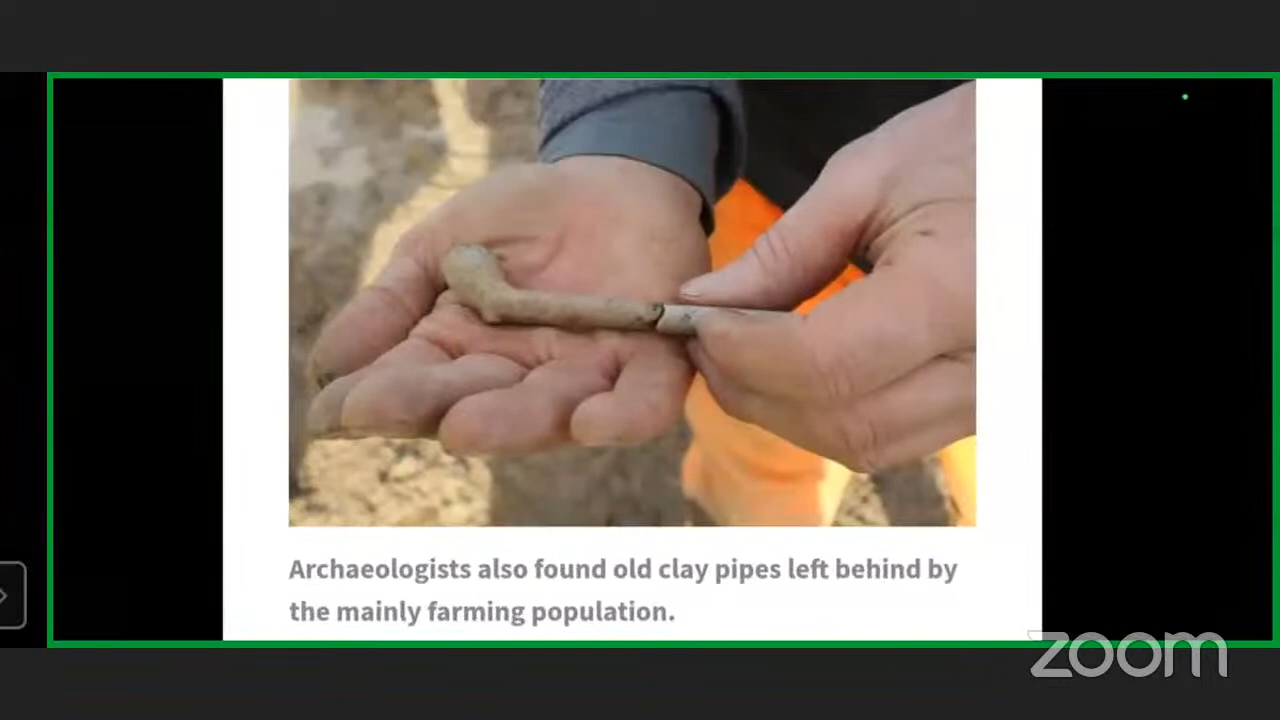 Archaeologists also found old clay pipes left behind by
the mainly farming population.
zoom